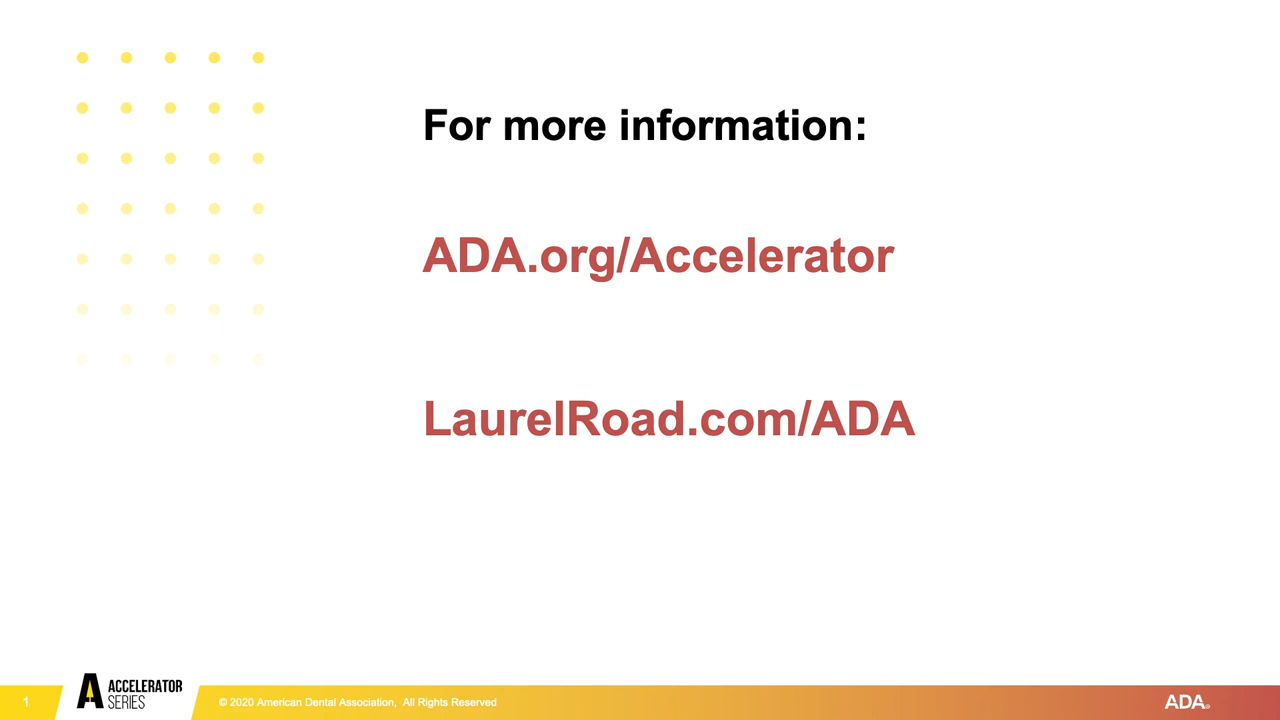 For more information:
ADA.org/Accelerator
LaurelRoad.com/ADA
1
A ACCELERATOR
SERIES
© 2020 American Dental Association, All Rights Reserved
ADA®